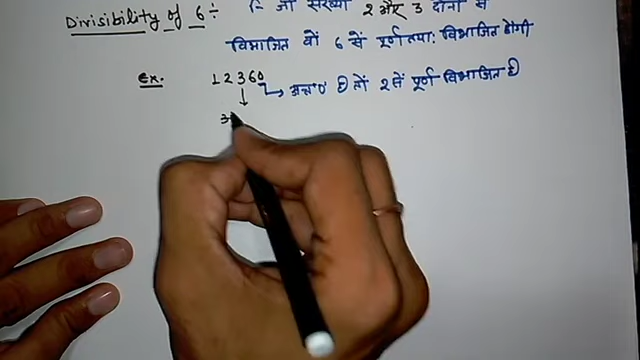 Divisibility of 6 ÷ :- जो संख्या 2 और 3 दोनों से
विभाजित वों 6 सें पूर्णतया: विभाजित होंगी
Ex. 12360
अन्त 0 है तों 2 सें पूर्ण विभाजित है